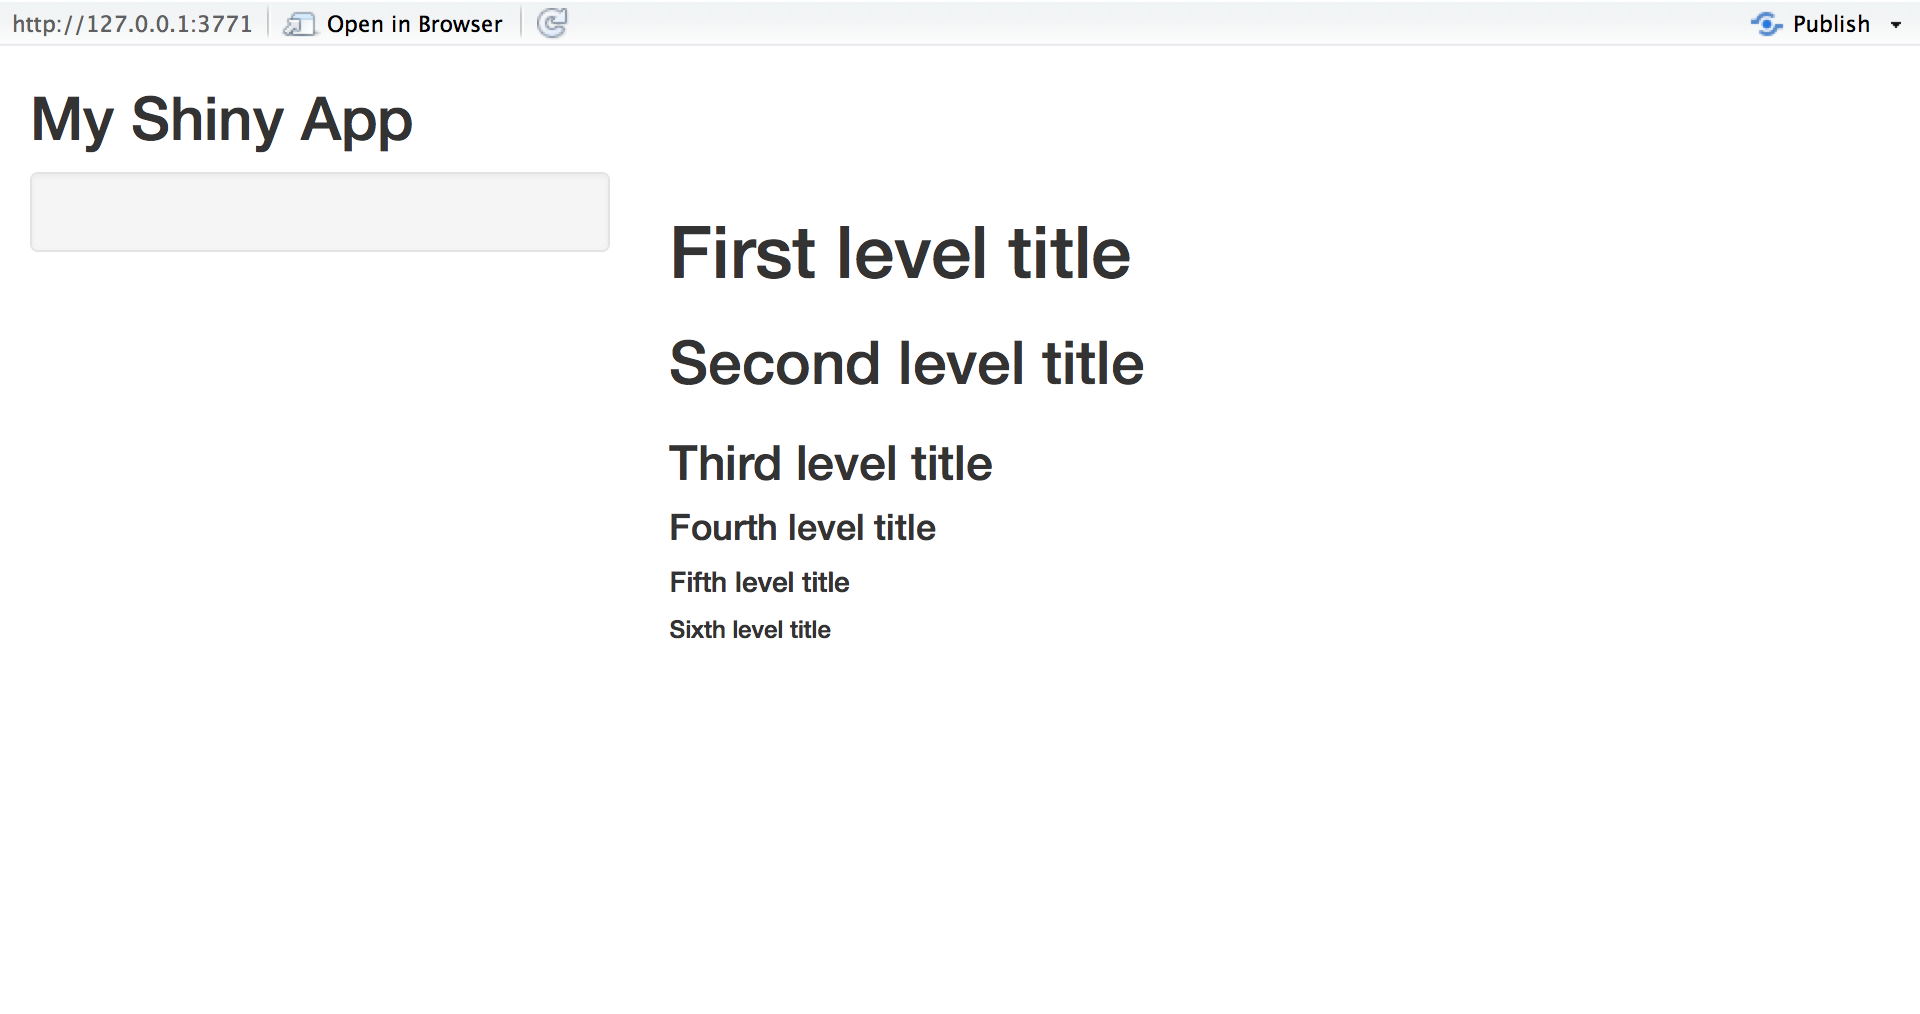 http://127.0.0.1:3771 Open in Browser Publish
My Shiny App
First level title
Second level title
Third level title
Fourth level title
Fifth level title
Sixth level title